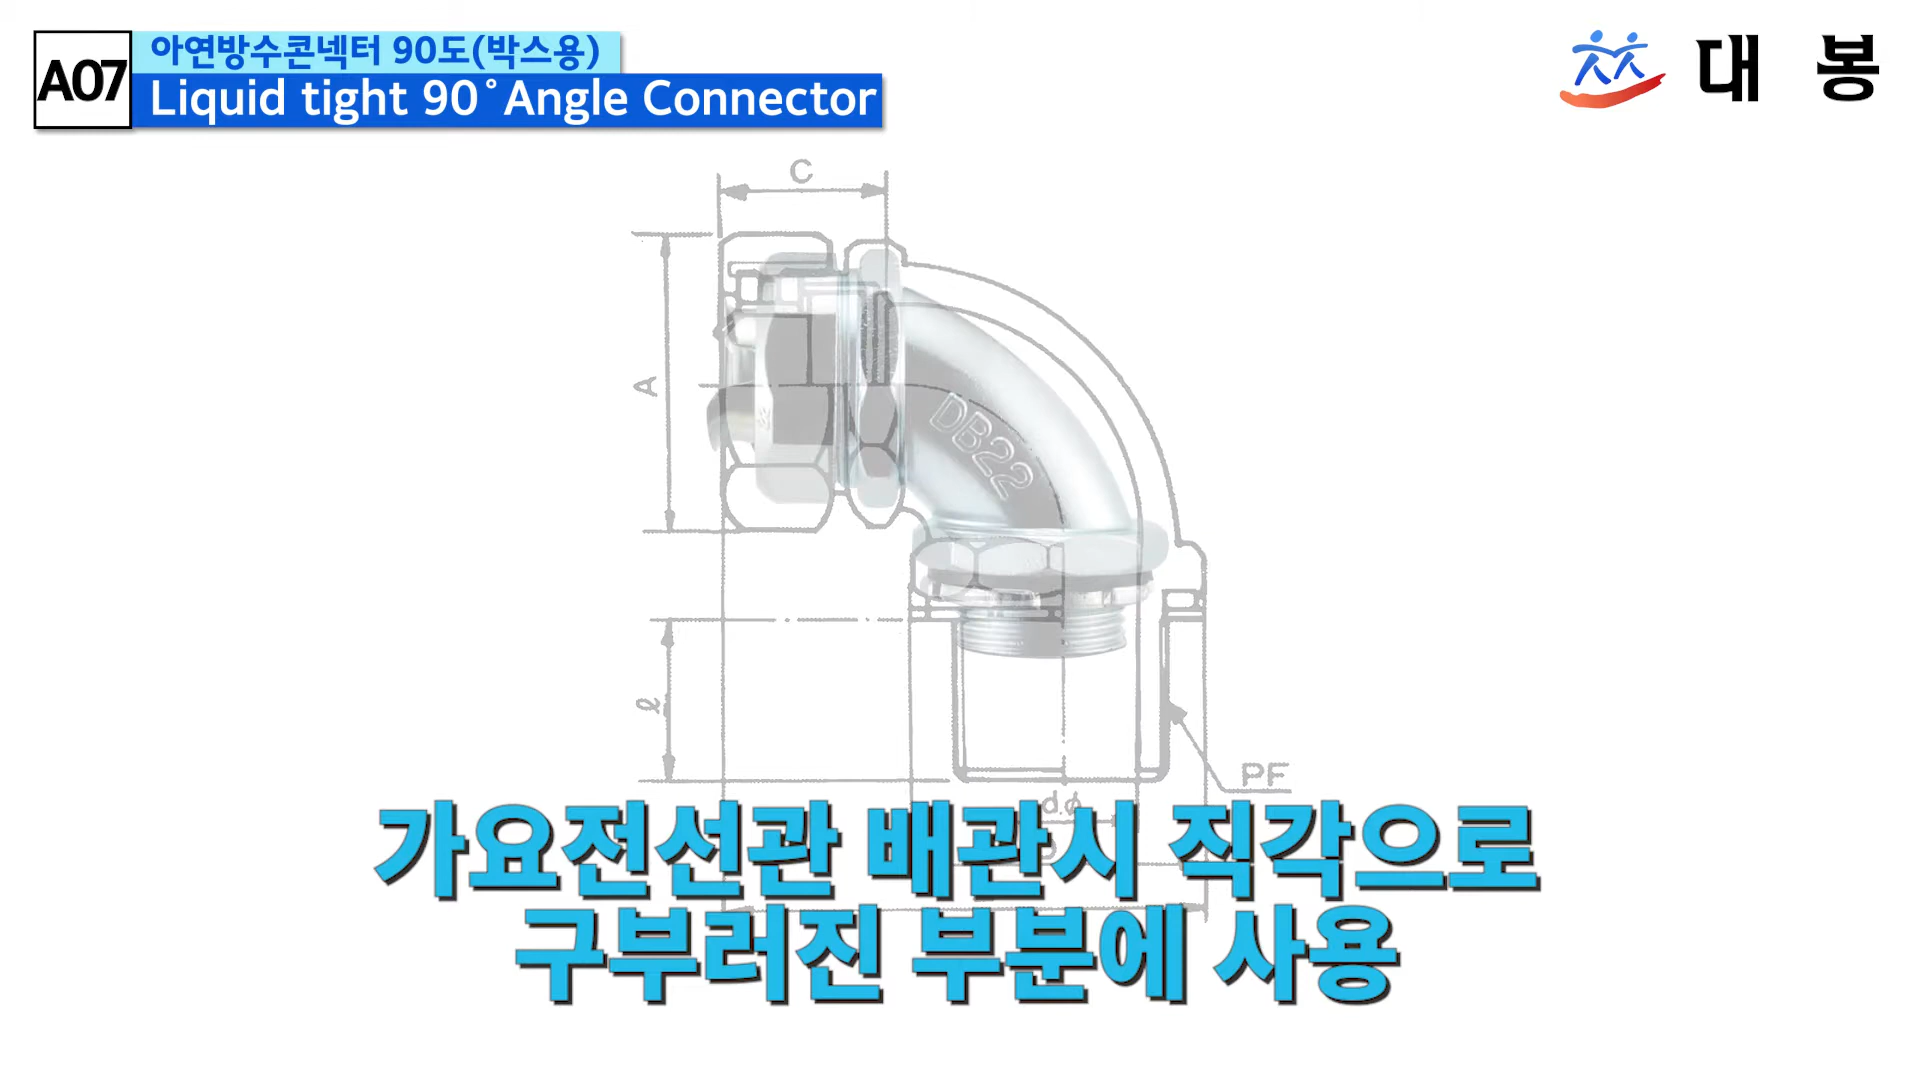 A07
아연방수콘넥터 90도(박스용)
Liquid tight 90°Angle Connector
대 봉
C
A
DB22
ℓ
PF
d.φ
가요전선관 배관시 직각으로
구부러진 부분에 사용